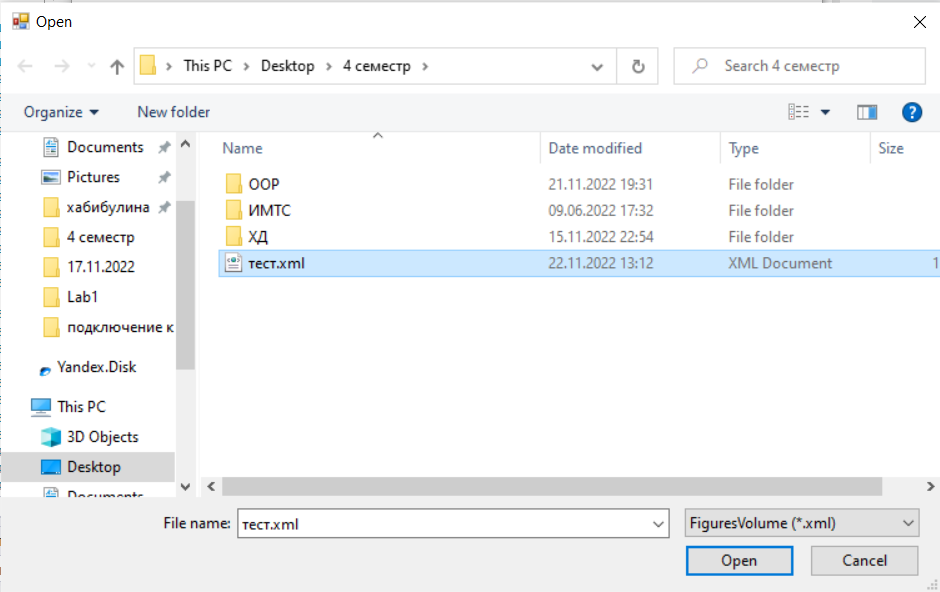 Open
This PC > Desktop > 4 семестр >
Search 4 семестр
Organize
New folder
?
Documents
Pictures
хабибулина
4 семестр
17.11.2022
Lab1
подключение к
Yandex.Disk
This PC
3D Objects
Desktop
Documents
Name Date modified Type Size
OOP 21.11.2022 19:31 File folder
ИМТС 09.06.2022 17:32 File folder
ХД 15.11.2022 22:54 File folder
тест.xml 22.11.2022 13:12 XML Document 1
File name: тест.xml FiguresVolume (*.xml)
Open Cancel